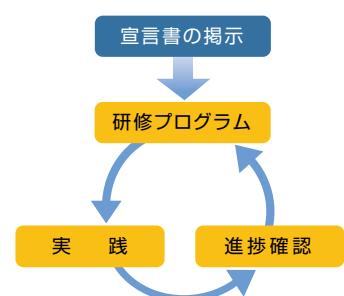 宣言書の掲示
研修プログラム
実　践
進捗確認